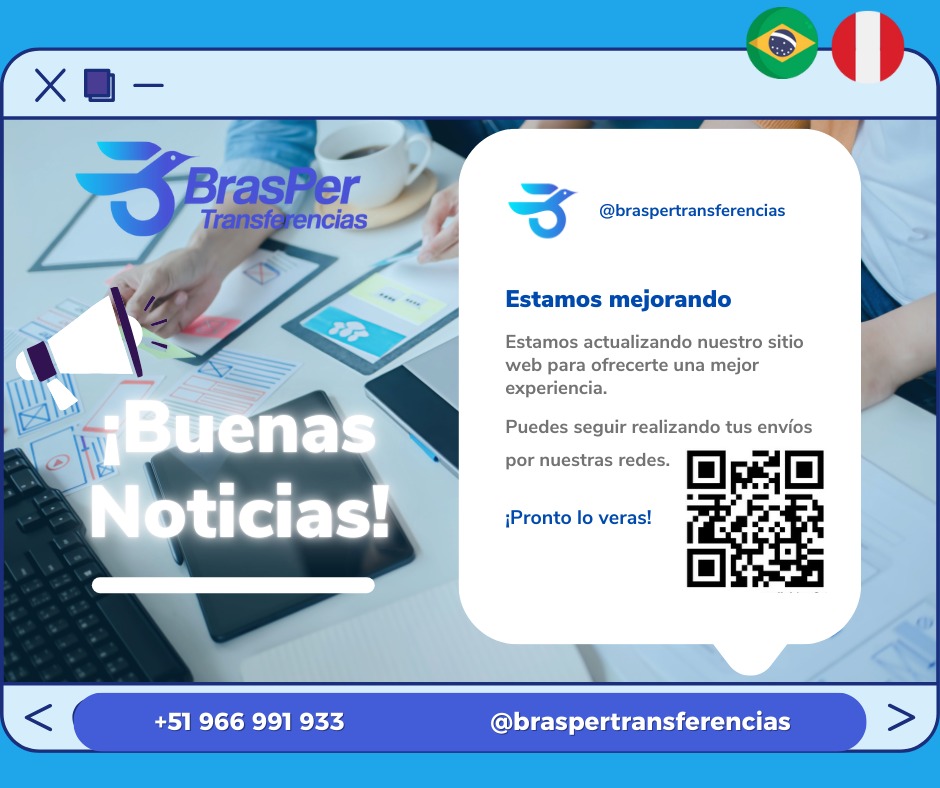 BrasPer
Transferencias
¡Buenas
Noticias!
@braspertransferencias
Estamos mejorando
Estamos actualizando nuestro sitio
web para ofrecerte una mejor
experiencia.
Puedes seguir realizando tus envíos
por nuestras redes.
¡Pronto lo veras!
+51 966 991 933
@braspertransferencias